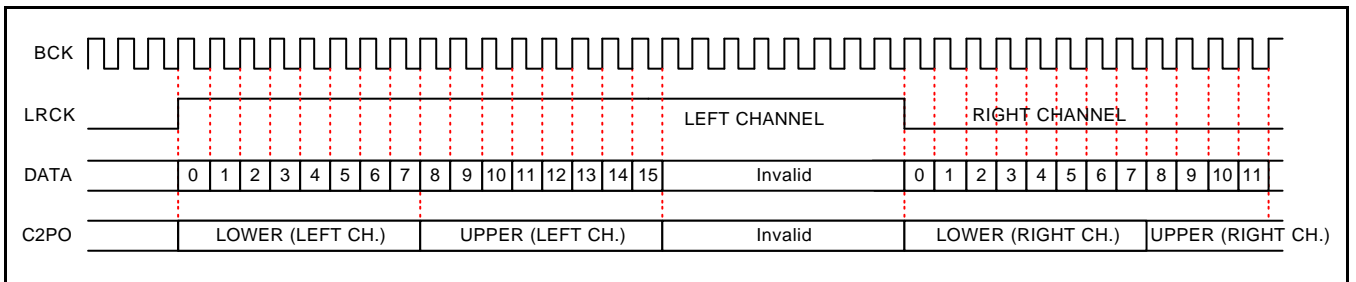 BCK
LRCK LEFT CHANNEL RIGHT CHANNEL
DATA 0 1 2 3 4 5 6 7 8 9 10 11 12 13 14 15 Invalid 0 1 2 3 4 5 6 7 8 9 10 11
C2PO LOWER (LEFT CH.) UPPER (LEFT CH.) Invalid LOWER (RIGHT CH.) UPPER (RIGHT CH.)